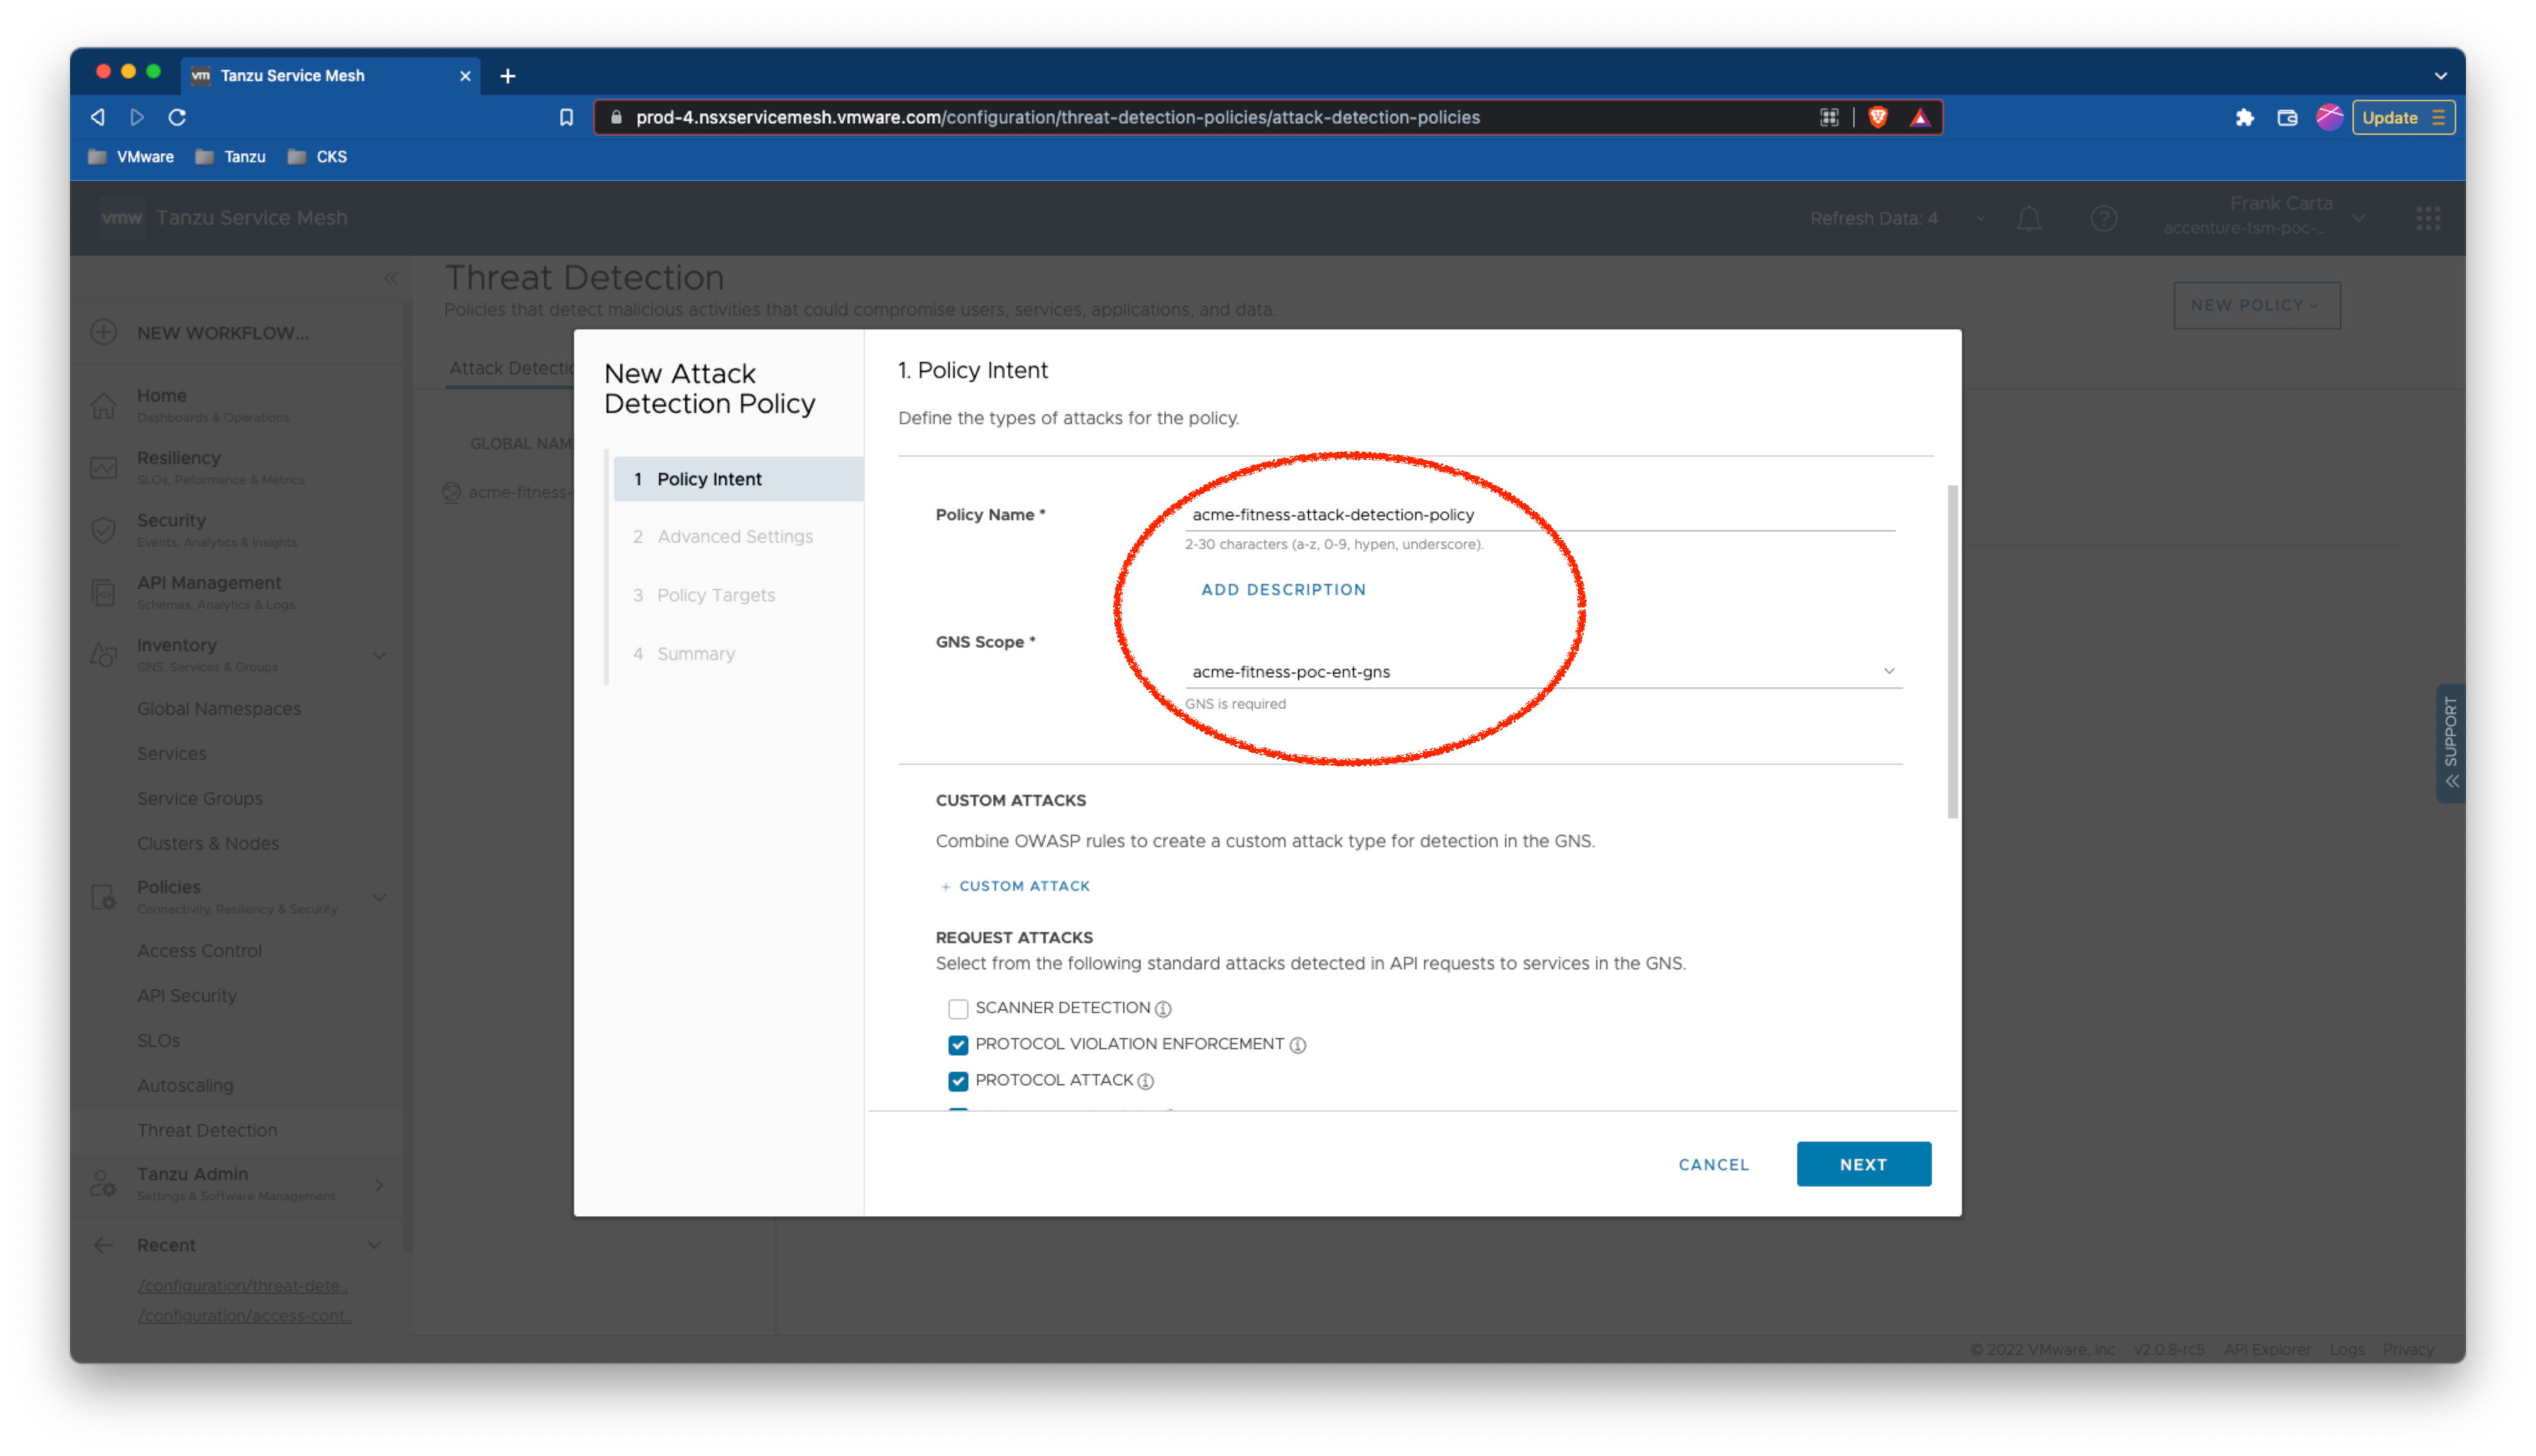 vm Tanzu Service Mesh
prod-4.nsxservicemesh.vmware.com/configuration/threat-detection-policies/attack-detection-policies
Update
VMware Tanzu CKS
vmw Tanzu Service Mesh
Refresh Data: 4
Frank Carta
accenture-tsm-poc-...
Threat Detection
Policies that detect malicious activities that could compromise users, services, applications, and data.
NEW POLICY
NEW WORKFLOW...
Home
Dashboards & Operations
Resiliency
SLOs, Peformance & Metrics
Security
Events, Analytics & Insights
API Management
Schemas, Analytics & Logs
Inventory
GNS, Services & Groups
Global Namespaces
Services
Service Groups
Clusters & Nodes
Policies
Connectivity, Resiliency & Security
Access Control
API Security
SLOs
Autoscaling
Threat Detection
Tanzu Admin
Settings & Software Management
Recent
/configuration/threat-dete..
/configuration/access-cont..
Attack Detectio
GLOBAL NAM
acme-fitness-
New Attack
Detection Policy
1 Policy Intent
2 Advanced Settings
3 Policy Targets
4 Summary
1. Policy Intent
Define the types of attacks for the policy.
Policy Name *
acme-fitness-attack-detection-policy
2-30 characters (a-z, 0-9, hypen, underscore).
ADD DESCRIPTION
GNS Scope *
acme-fitness-poc-ent-gns
GNS is required
CUSTOM ATTACKS
Combine OWASP rules to create a custom attack type for detection in the GNS.
+ CUSTOM ATTACK
REQUEST ATTACKS
Select from the following standard attacks detected in API requests to services in the GNS.
SCANNER DETECTION
PROTOCOL VIOLATION ENFORCEMENT
PROTOCOL ATTACK
CANCEL NEXT
SUPPORT
© 2022 VMware, Inc v2.0.8-rc5 API Explorer Logs Privacy